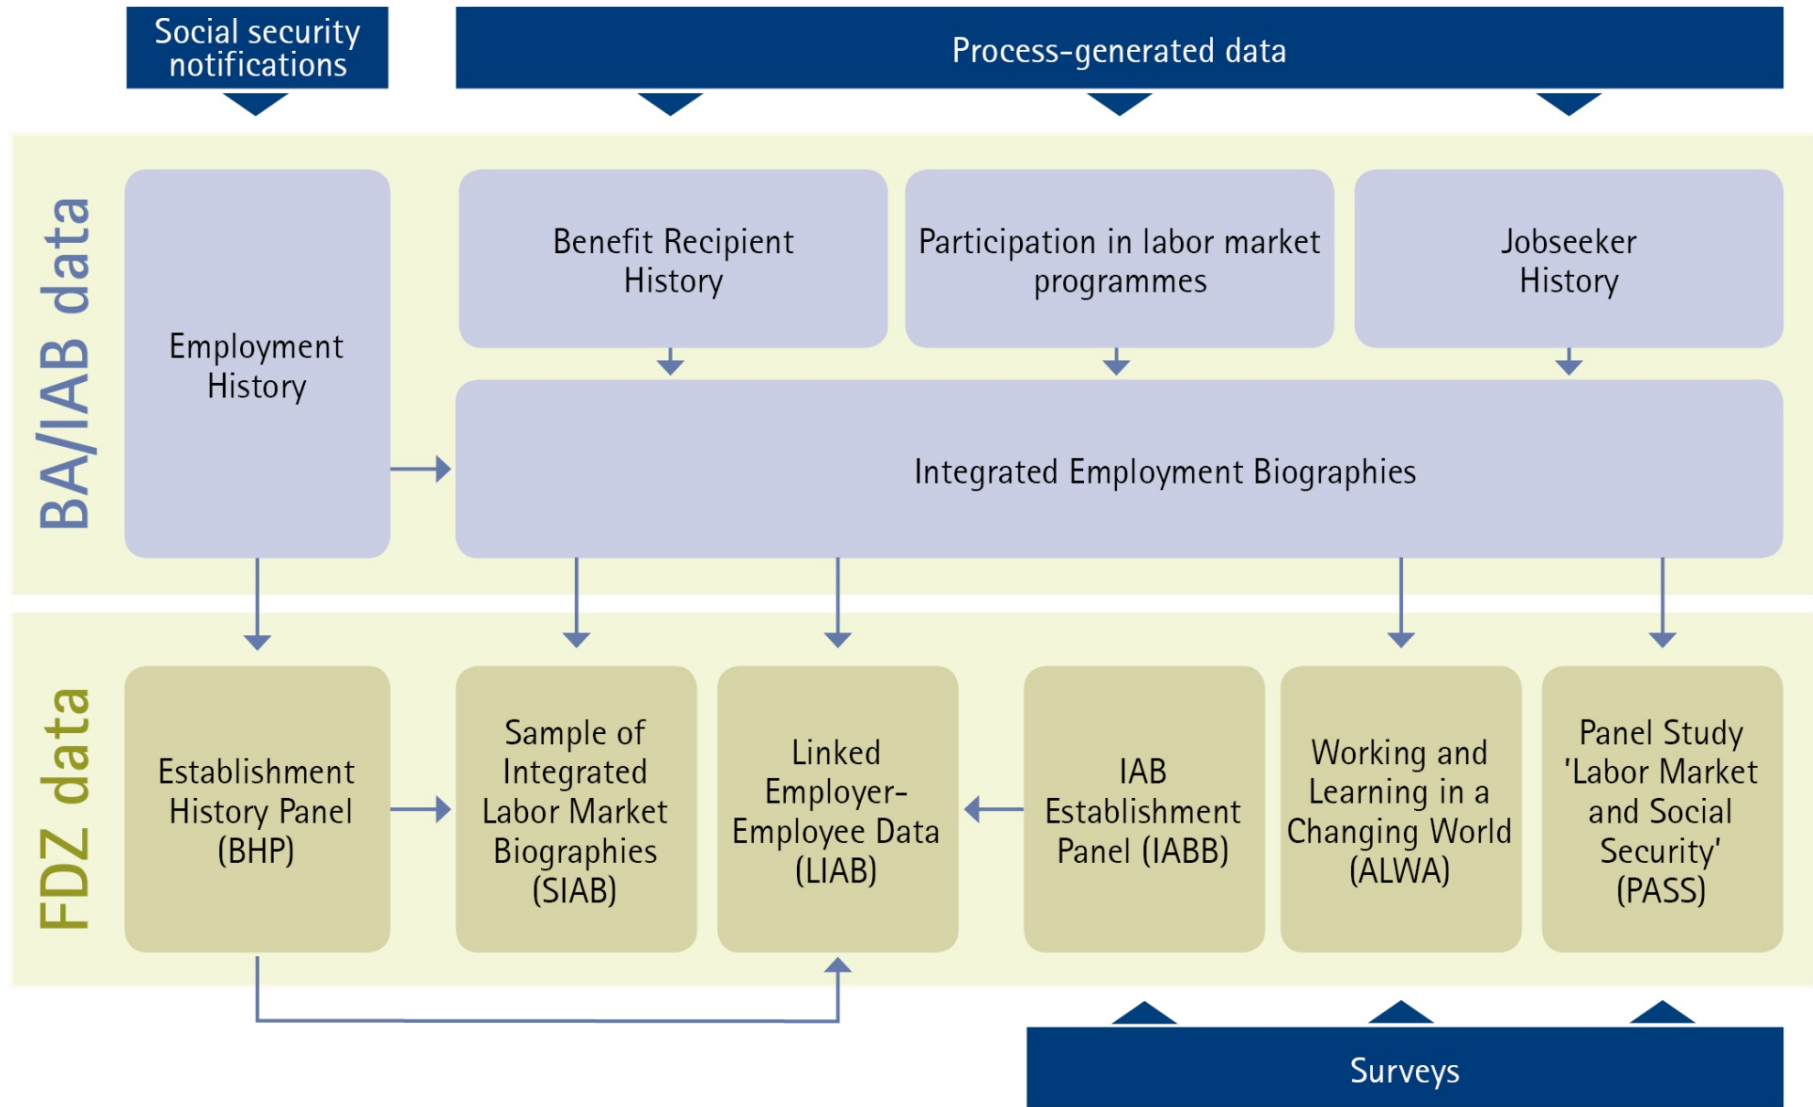 Social security
notifications
Process-generated data
BA/IAB data
Employment
History
Benefit Recipient
History
Participation in labor market
programmes
Jobseeker
History
Integrated Employment Biographies
FDZ data
Establishment
History Panel
(BHP)
Sample of
Integrated
Labor Market
Biographies
(SIAB)
Linked
Employer-
Employee Data
(LIAB)
IAB
Establishment
Panel (IABB)
Working and
Learning in a
Changing World
(ALWA)
Panel Study
'Labor Market
and Social
Security'
(PASS)
Surveys